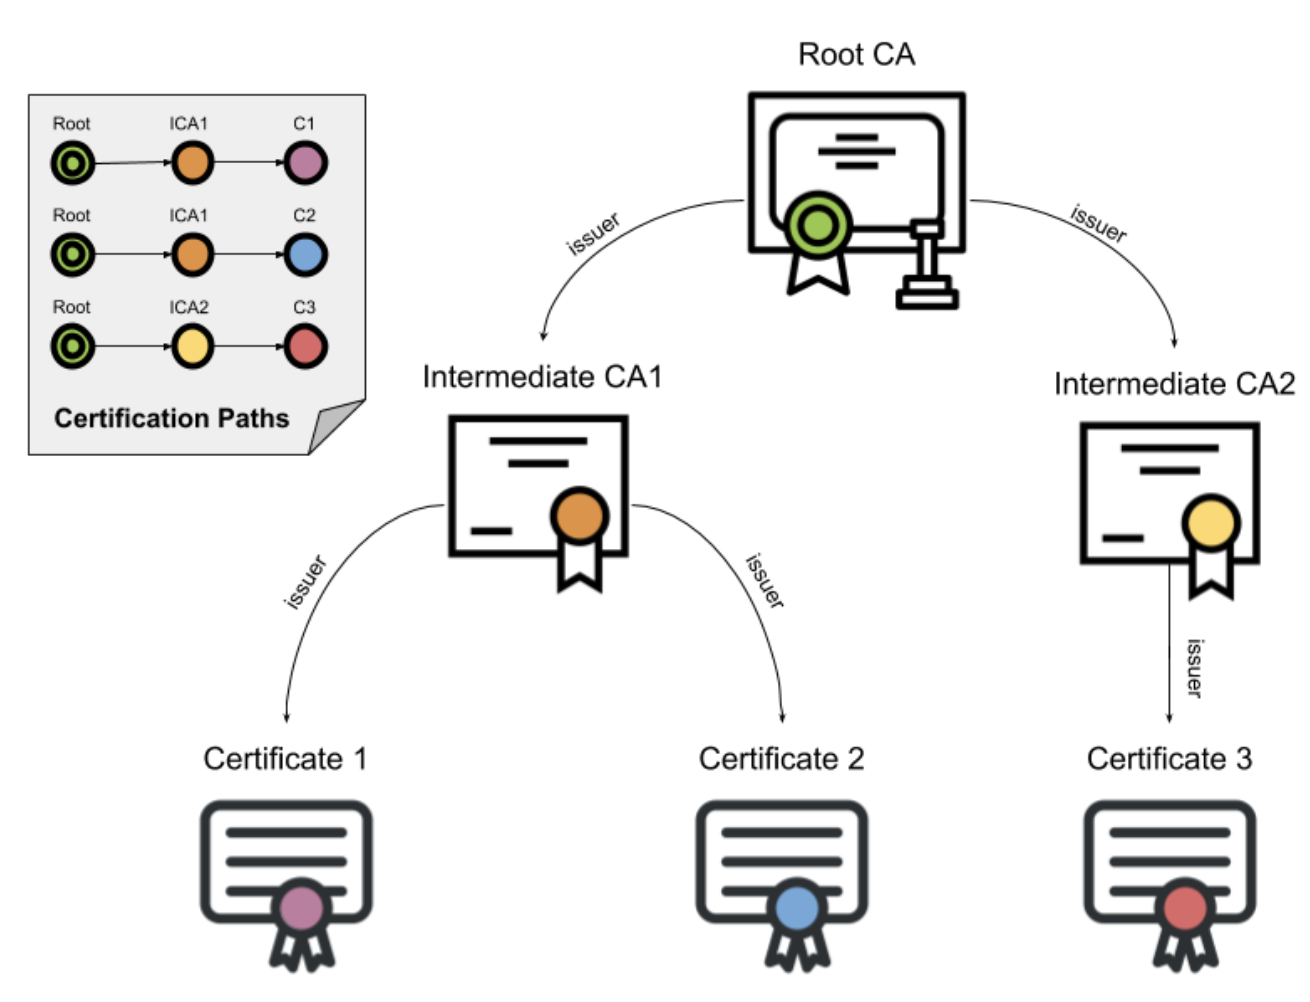 Root CA
Root ICA1 C1
Root ICA1 C2
Root ICA2 C3
Certification Paths
issuer
issuer
Intermediate CA1
Intermediate CA2
issuer
issuer
issuer
Certificate 1
Certificate 2
Certificate 3